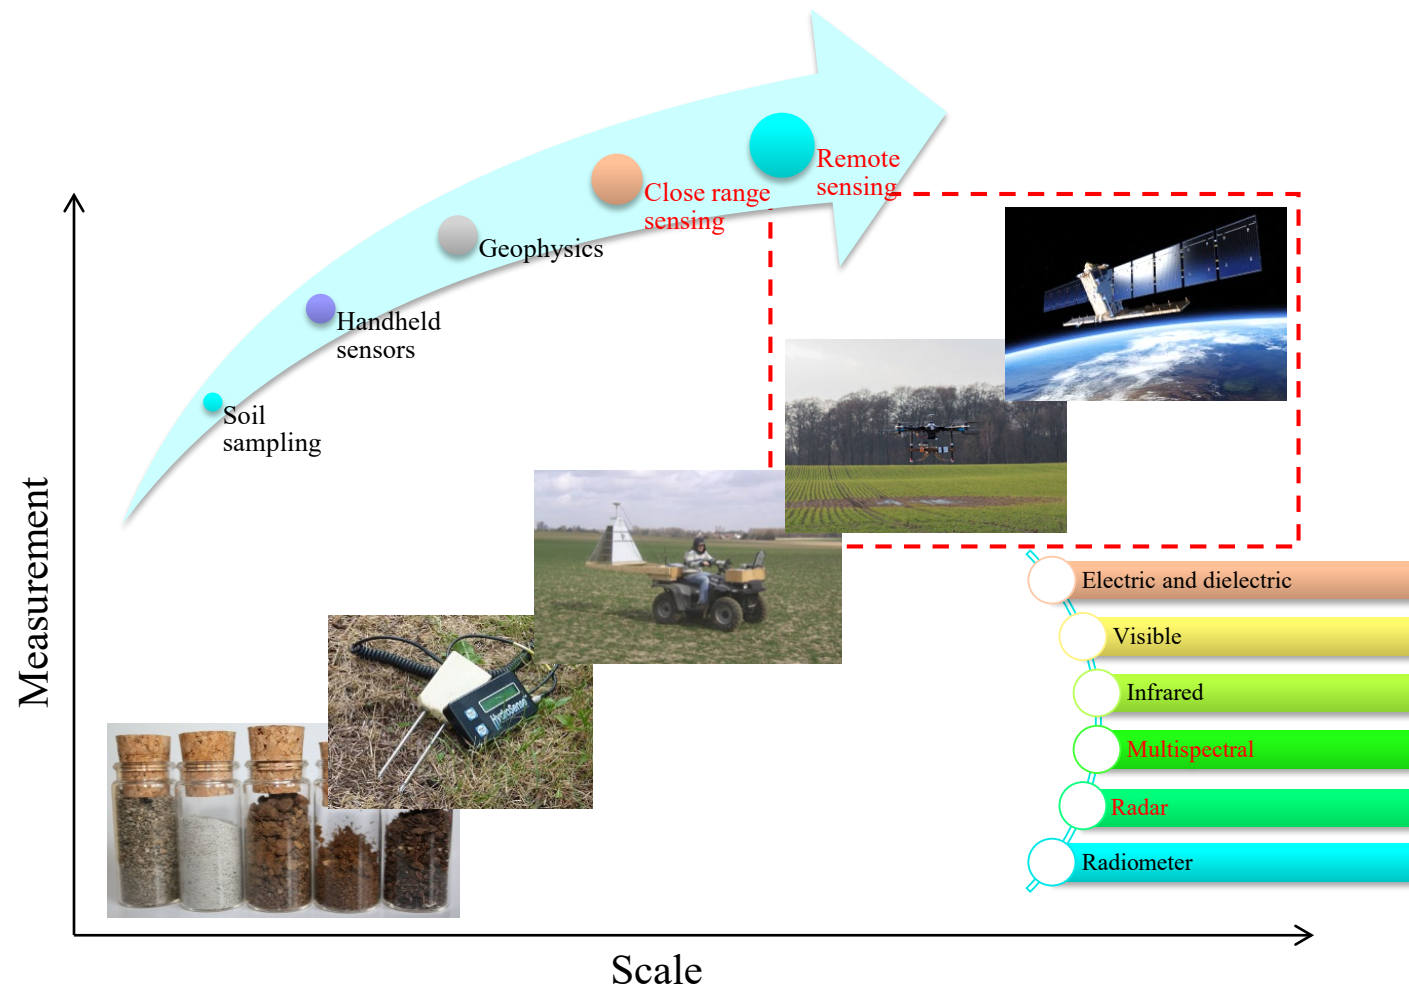 Remote
sensing
Close range
sensing
Geophysics
Handheld
sensors
Soil
sampling
Measurement
HydroSense
Electric and dielectric
Visible
Infrared
Multispectral
Radar
Radiometer
Scale